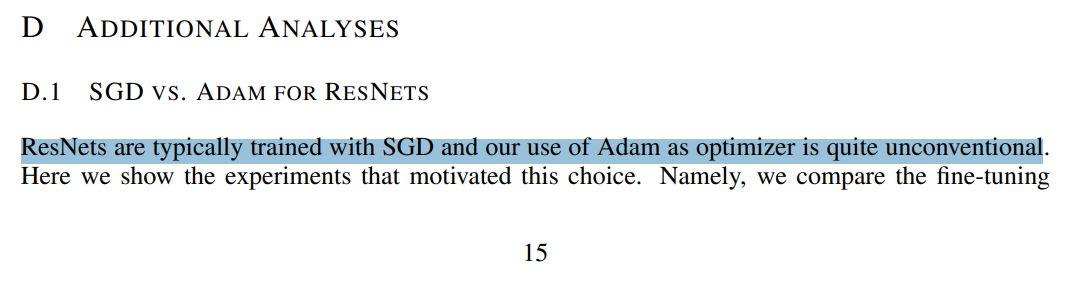 D ADDITIONAL ANALYSES
D.1 SGD VS. ADAM FOR RESNETS
ResNets are typically trained with SGD and our use of Adam as optimizer is quite unconventional.
Here we show the experiments that motivated this choice. Namely, we compare the fine-tuning
15